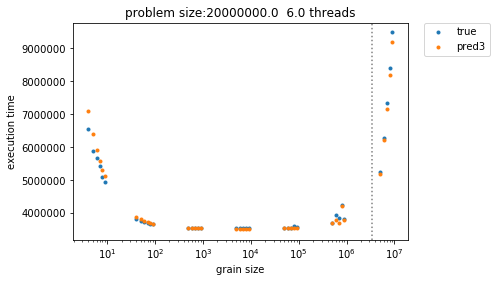 problem size:20000000.0  6.0 threads
true
pred3
9000000
8000000
7000000
6000000
5000000
4000000
execution time
10¹ 10² 10³ 10⁴ 10⁵ 10⁶ 10⁷
grain size